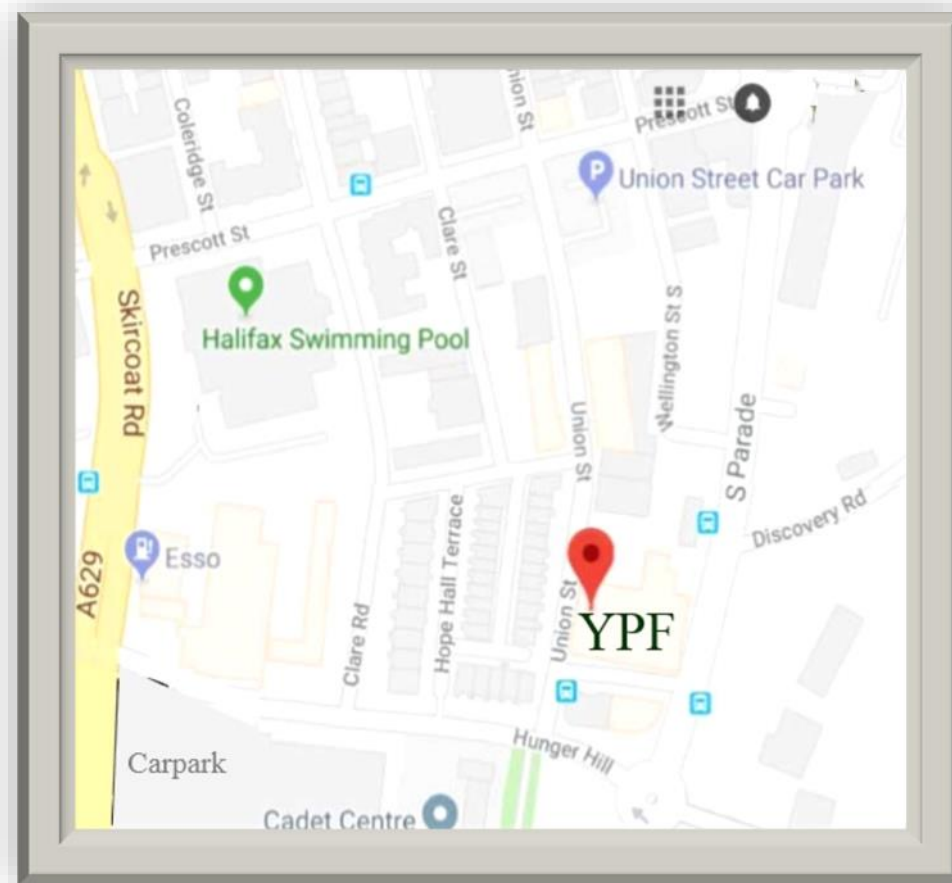 Coleridge St
nion St
Prescott St
P
Union Street Car Park
Prescott St
Clare St
Halifax Swimming Pool
Skircoat Rd
Wellington St S
Union St
S Parade
Discovery Rd
Esso
A629
Hope Hall Terrace
Clare Rd
Union St
YPF
Hunger Hill
Carpark
Cadet Centre